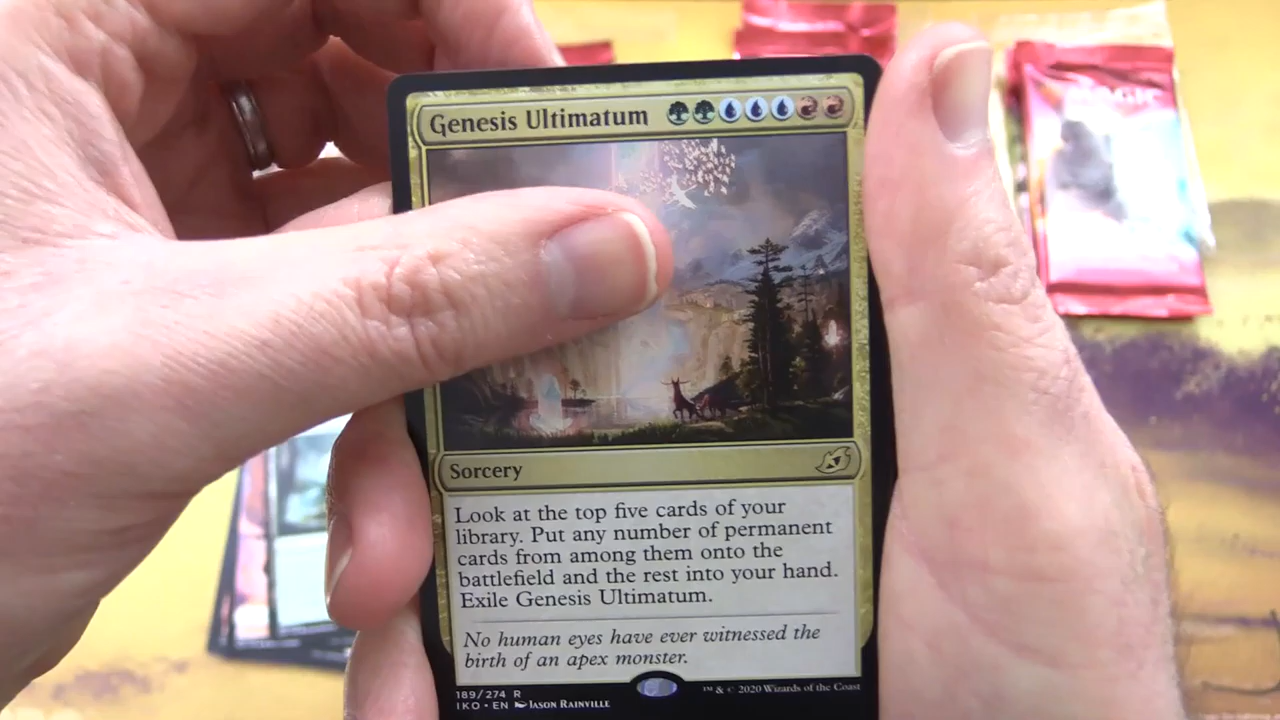 Genesis Ultimatum
MAGIC
Sorcery
Look at the top five cards of your
library. Put any number of permanent
cards from among them onto the
battlefield and the rest into your hand.
Exile Genesis Ultimatum.
No human eyes have ever witnessed the
birth of an apex monster.
189/274 R
IKO • EN Jason Rainville
™ & © 2020 Wizards of the Coast